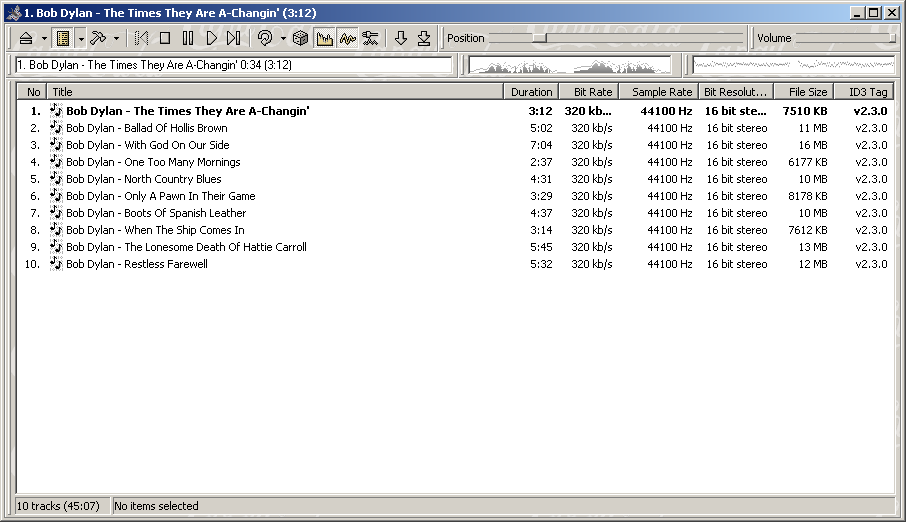 1. Bob Dylan - The Times They Are A-Changin' (3:12)
Position Volume
1. Bob Dylan - The Times They Are A-Changin' 0:34 (3:12)
No Title Duration Bit Rate Sample Rate Bit Resolut... File Size ID3 Tag
1. Bob Dylan - The Times They Are A-Changin' 3:12 320 kb... 44100 Hz 16 bit ste... 7510 KB v2.3.0
2. Bob Dylan - Ballad Of Hollis Brown 5:02 320 kb/s 44100 Hz 16 bit stereo 11 MB v2.3.0
3. Bob Dylan - With God On Our Side 7:04 320 kb/s 44100 Hz 16 bit stereo 16 MB v2.3.0
4. Bob Dylan - One Too Many Mornings 2:37 320 kb/s 44100 Hz 16 bit stereo 6177 KB v2.3.0
5. Bob Dylan - North Country Blues 4:31 320 kb/s 44100 Hz 16 bit stereo 10 MB v2.3.0
6. Bob Dylan - Only A Pawn In Their Game 3:29 320 kb/s 44100 Hz 16 bit stereo 8178 KB v2.3.0
7. Bob Dylan - Boots Of Spanish Leather 4:37 320 kb/s 44100 Hz 16 bit stereo 10 MB v2.3.0
8. Bob Dylan - When The Ship Comes In 3:14 320 kb/s 44100 Hz 16 bit stereo 7612 KB v2.3.0
9. Bob Dylan - The Lonesome Death Of Hattie Carroll 5:45 320 kb/s 44100 Hz 16 bit stereo 13 MB v2.3.0
10. Bob Dylan - Restless Farewell 5:32 320 kb/s 44100 Hz 16 bit stereo 12 MB v2.3.0
10 tracks (45:07) No items selected